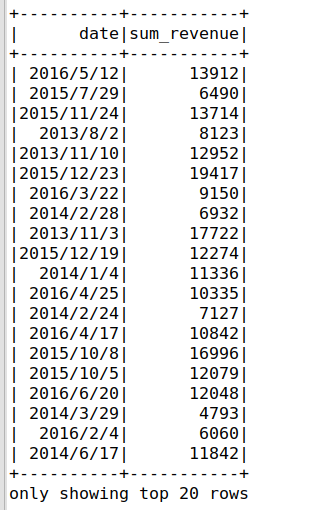 +----------+-----------+
|      date|sum_revenue|
+----------+-----------+
| 2016/5/12|      13912|
| 2015/7/29|       6490|
|2015/11/24|      13714|
|  2013/8/2|       8123|
|2013/11/10|      12952|
|2015/12/23|      19417|
| 2016/3/22|       9150|
| 2014/2/28|       6932|
| 2013/11/3|      17722|
|2015/12/19|      12274|
|  2014/1/4|      11336|
| 2016/4/25|      10335|
| 2014/2/24|       7127|
| 2016/4/17|      10842|
| 2015/10/8|      16996|
| 2015/10/5|      12079|
| 2016/6/20|      12048|
| 2014/3/29|       4793|
|  2016/2/4|       6060|
| 2014/6/17|      11842|
+----------+-----------+
only showing top 20 rows